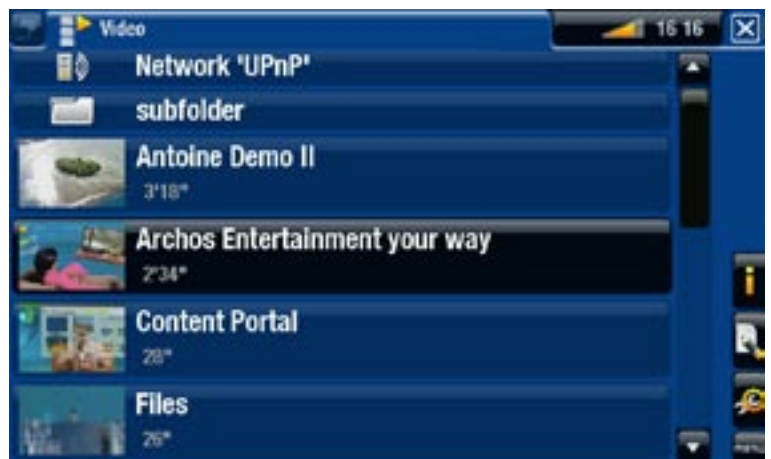 Video
16 16
Network 'UPnP'
subfolder
Antoine Demo II
3'18"
Archos Entertainment your way
2'34"
Content Portal
28"
Files
26"